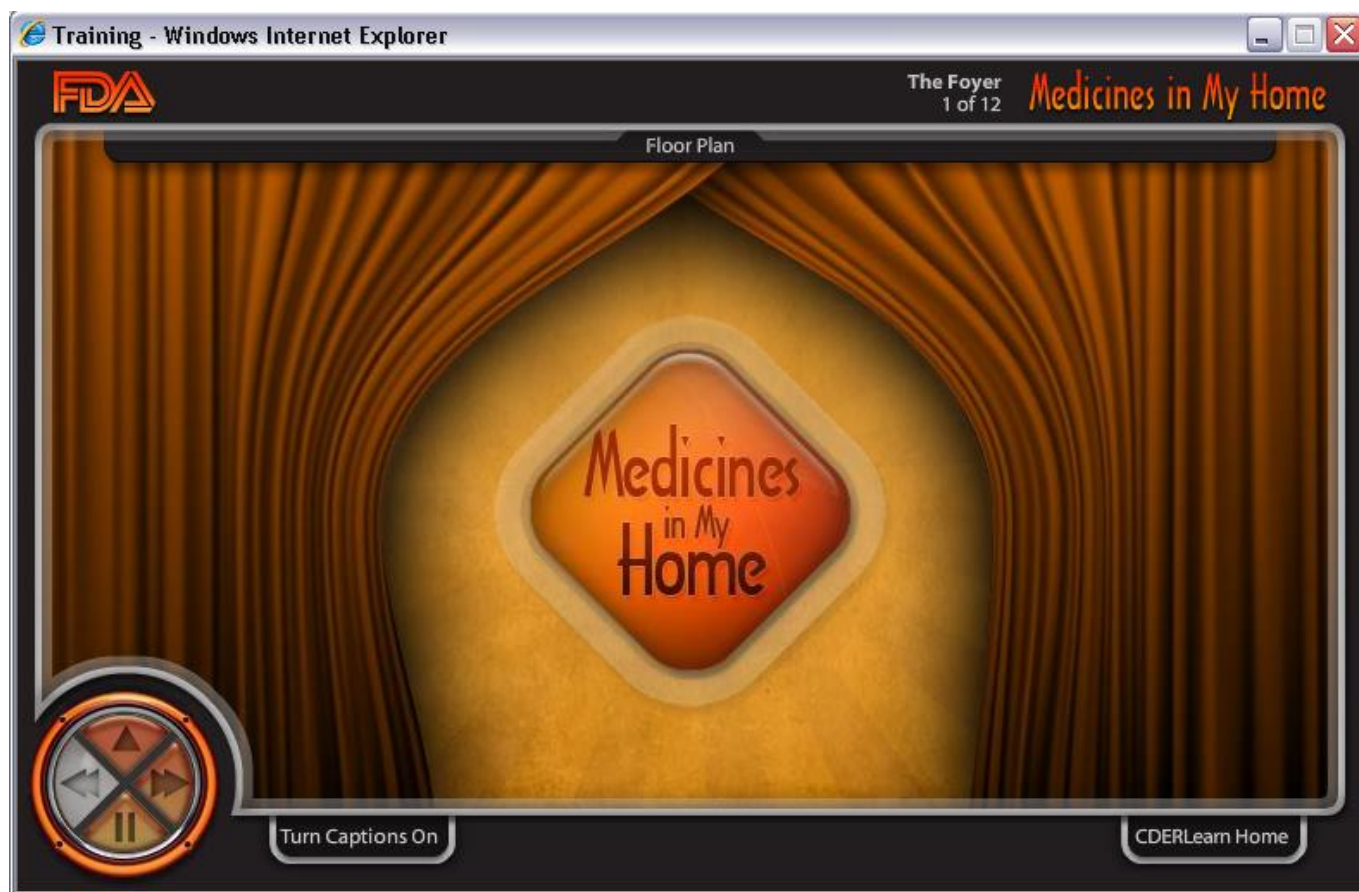 Training - Windows Internet Explorer
FDA
The Foyer
1 of 12
Medicines in My Home
Floor Plan
Medicines
in My
Home
Turn Captions On
CDERLearn Home